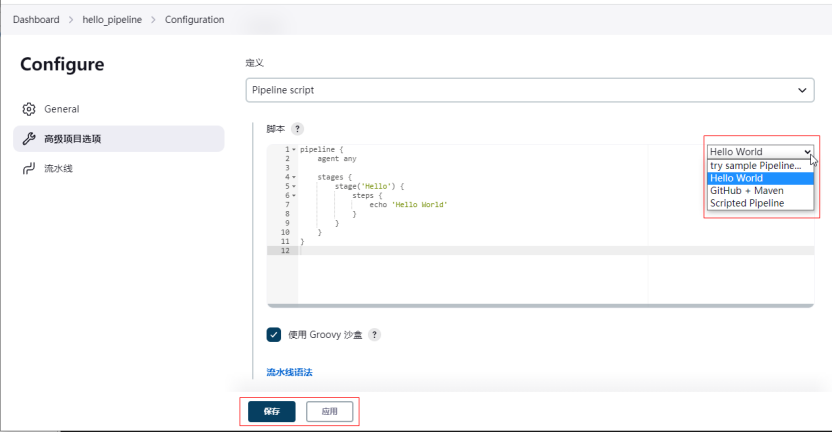 Dashboard > hello_pipeline > Configuration
Configure
General
高级项目选项
流水线
定义
Pipeline script
脚本 ?
1 pipeline {
2 agent any
3
4 stages {
5 stage('Hello') {
6 steps {
7 echo 'Hello World'
8 }
9 }
10 }
11 }
12
Hello World
try sample Pipeline...
Hello World
GitHub + Maven
Scripted Pipeline
使用 Groovy 沙盒 ?
流水线语法
保存 应用